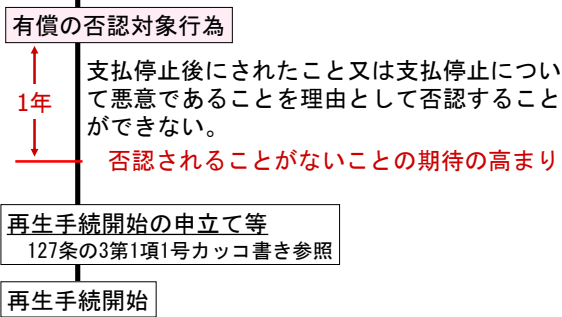 有償の否認対象行為
1年
支払停止後にされたこと又は支払停止につい
て悪意であることを理由として否認すること
ができない。
否認されることがないことの期待の高まり
再生手続開始の申立て等
127条の3第1項1号カッコ書き参照
再生手続開始